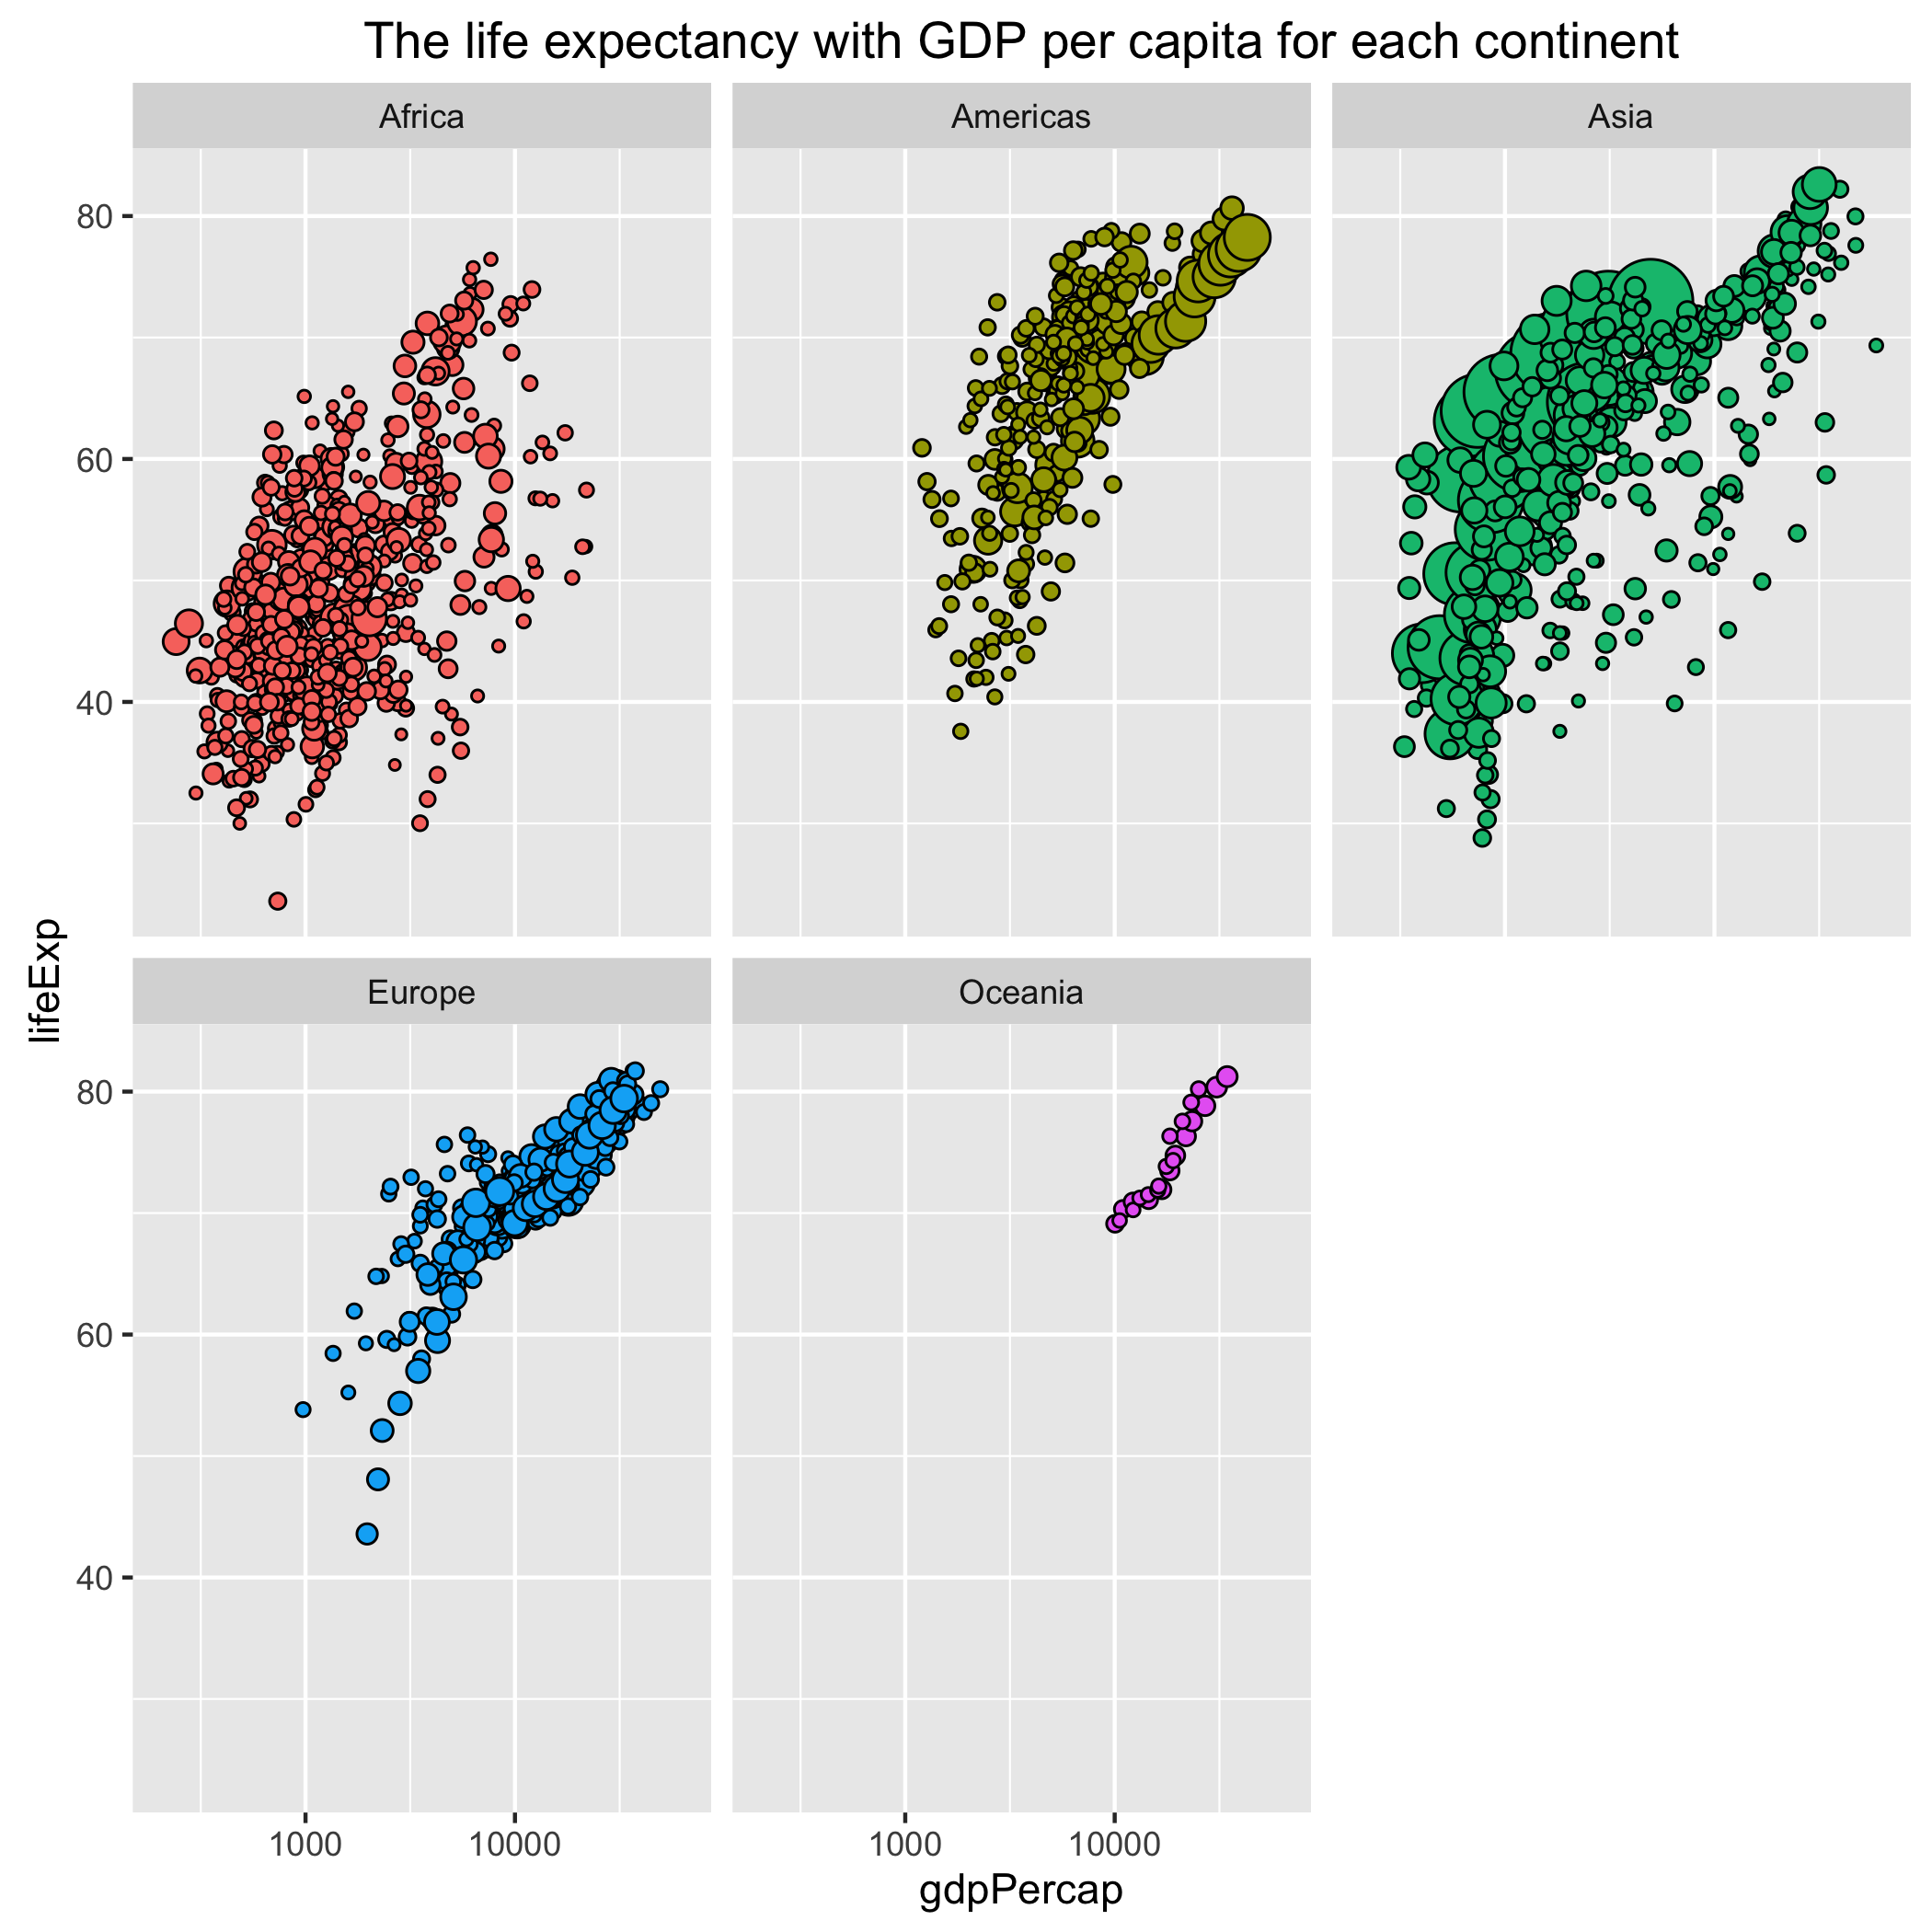 The life expectancy with GDP per capita for each continent
Africa
Americas
Asia
80
60
40
lifeExp
Europe
Oceania
80
60
40
1000
10000
1000
10000
gdpPercap